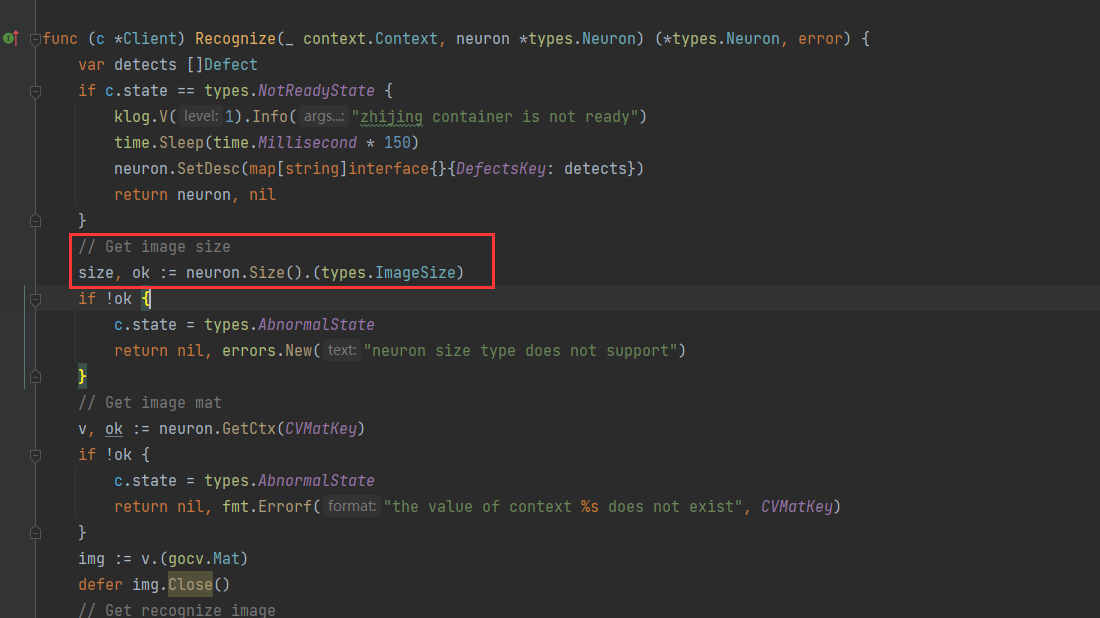 func (c *Client) Recognize(_ context.Context, neuron *types.Neuron) (*types.Neuron, error) {
var detects []Defect
if c.state == types.NotReadyState {
klog.V( level: 1).Info( args...: "zhijing container is not ready")
time.Sleep(time.Millisecond * 150)
neuron.SetDesc(map[string]interface{}{DefectsKey: detects})
return neuron, nil
}
// Get image size
size, ok := neuron.Size().(types.ImageSize)
if !ok {
c.state = types.AbnormalState
return nil, errors.New( text: "neuron size type does not support")
}
// Get image mat
v, ok := neuron.GetCtx(CVMatKey)
if !ok {
c.state = types.AbnormalState
return nil, fmt.Errorf( format: "the value of context %s does not exist", CVMatKey)
}
img := v.(gocv.Mat)
defer img.Close()
// Get recognize image